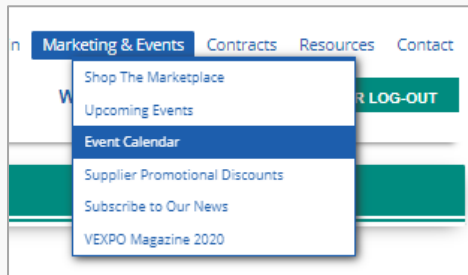 n Marketing & Events Contracts Resources Contact
Shop The Marketplace
W R LOG-OUT
Upcoming Events
Event Calendar
Supplier Promotional Discounts
Subscribe to Our News
VEXPO Magazine 2020